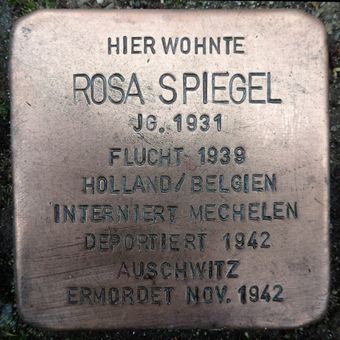 HIER WOHNTE
ROSA SPIEGEL
JG. 1931
FLUCHT 1939
HOLLAND/BELGIEN
INTERNIERT MECHELEN
DEPORTIERT 1942
AUSCHWITZ
ERMORDET NOV. 1942